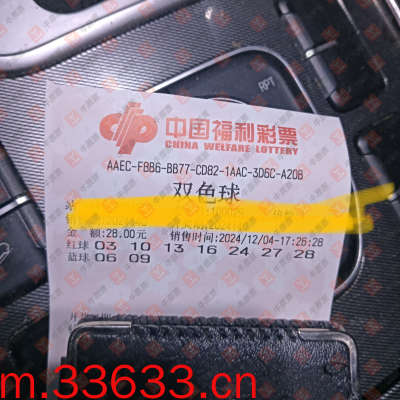 RPT
中国福利彩票
CHINA WELFARE LOTTERY
AAEC-FBB6-BB77-CD82-1AAC-3D6C-A20B
双色球
金 额:28.00元 销售时间:2024/12/04-17:26:28
红球 03 10 13 16 24 27 28
蓝球 06 09
m.33633.cn